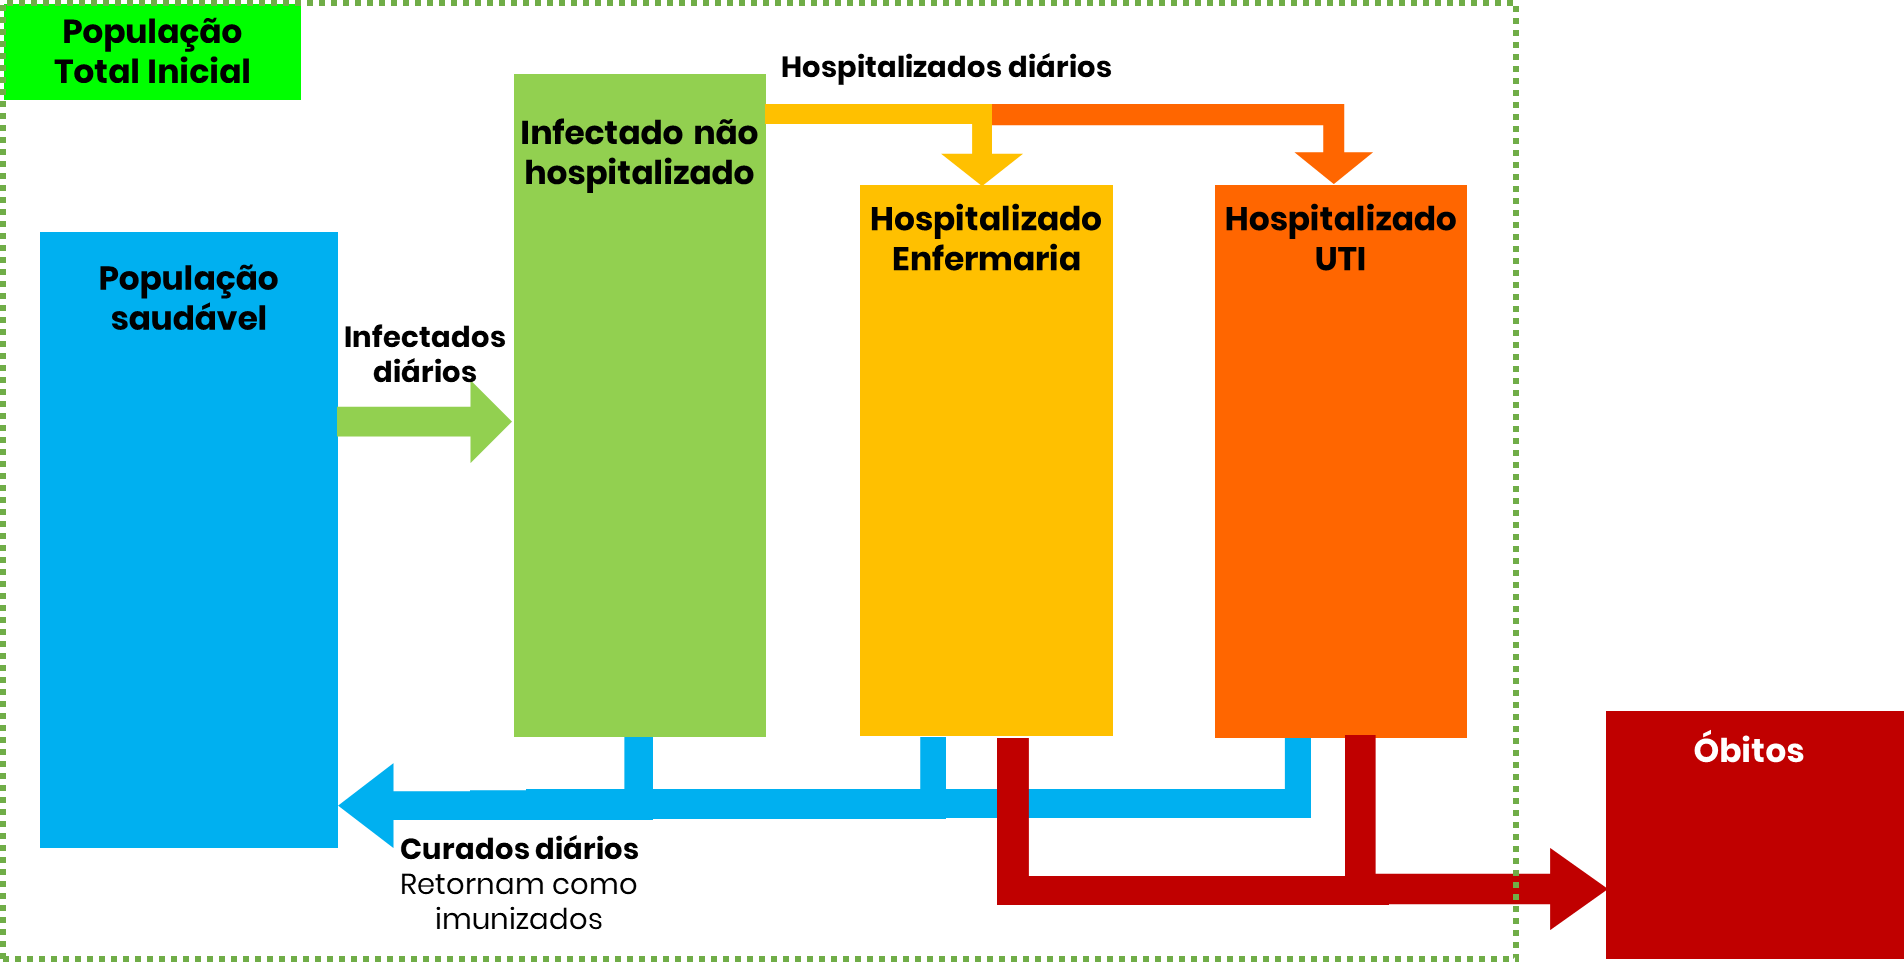 População
Total Inicial
Hospitalizados diários
Infectado não
hospitalizado
Hospitalizado
Enfermaria
Hospitalizado
UTI
População
saudável
Infectados
diários
Óbitos
Curados diários
Retornam como
imunizados